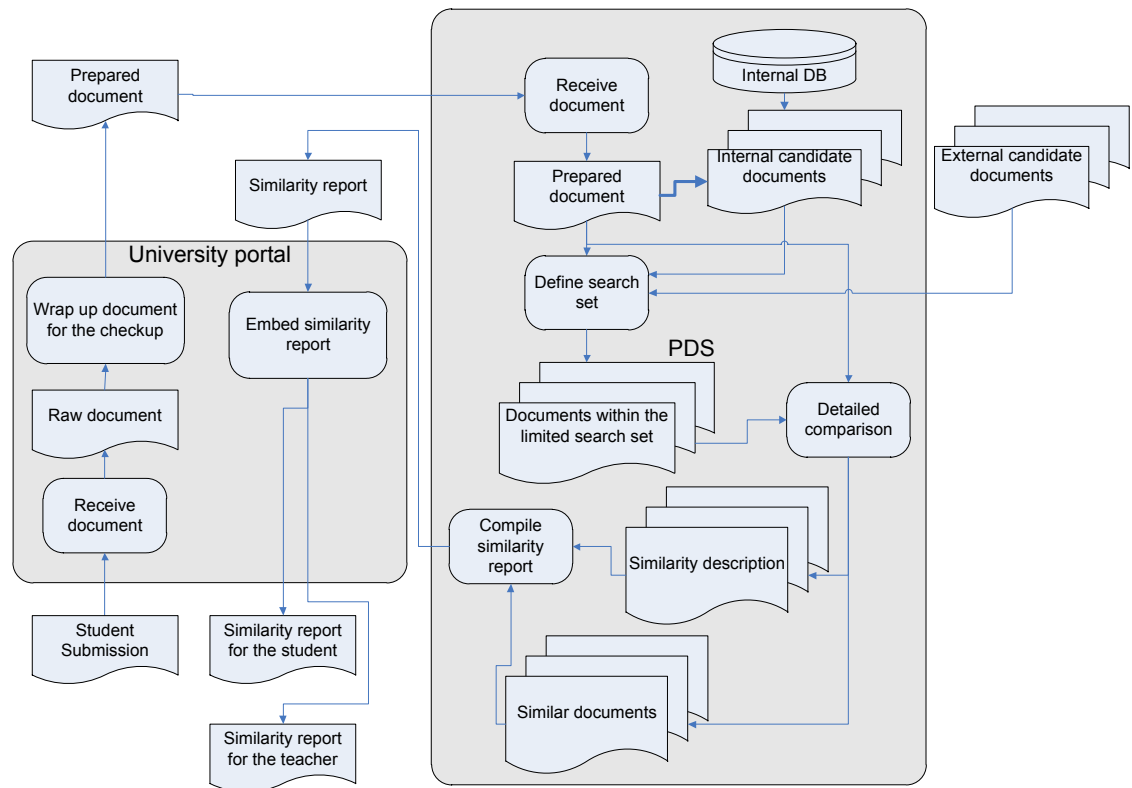 Prepared
document
Receive
document
Internal DB
Similarity report
Prepared
document
Internal candidate
documents
External candidate
documents
University portal
Wrap up document
for the checkup
Embed similarity
report
Define search
set
PDS
Raw document
Documents within the
limited search set
Detailed
comparison
Receive
document
Compile
similarity
report
Similarity description
Student
Submission
Similarity report
for the student
Similar documents
Similarity report
for the teacher